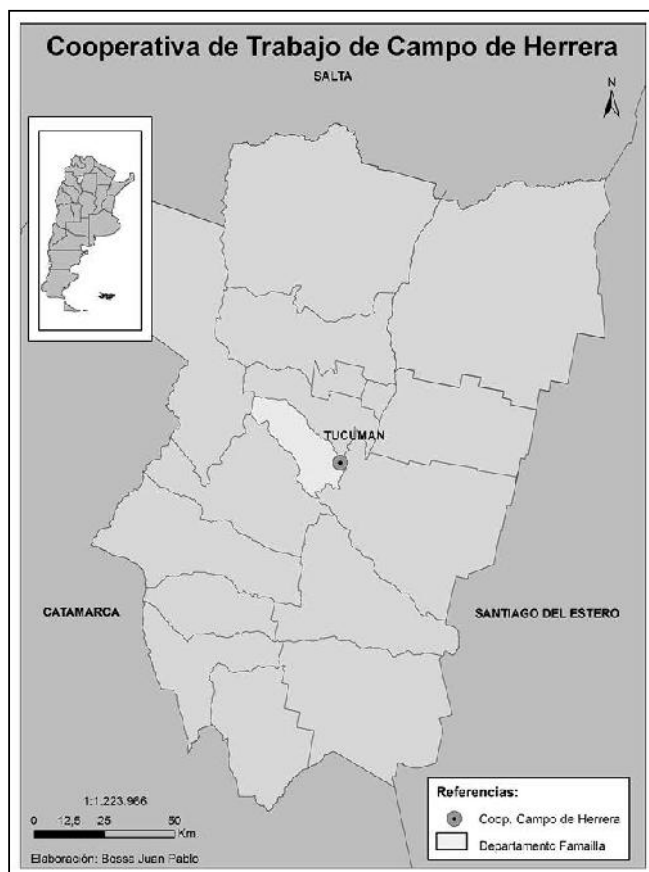 Cooperativa de Trabajo de Campo de Herrera
SALTA
N
TUCUMAN
CATAMARCA
SANTIAGO DEL ESTERO
1:1.223.966
0 12,5 25 50
Km
Elaboración: Bessa Juan Pablo
Referencias:
Coop. Campo de Herrera
Departamento Famailla